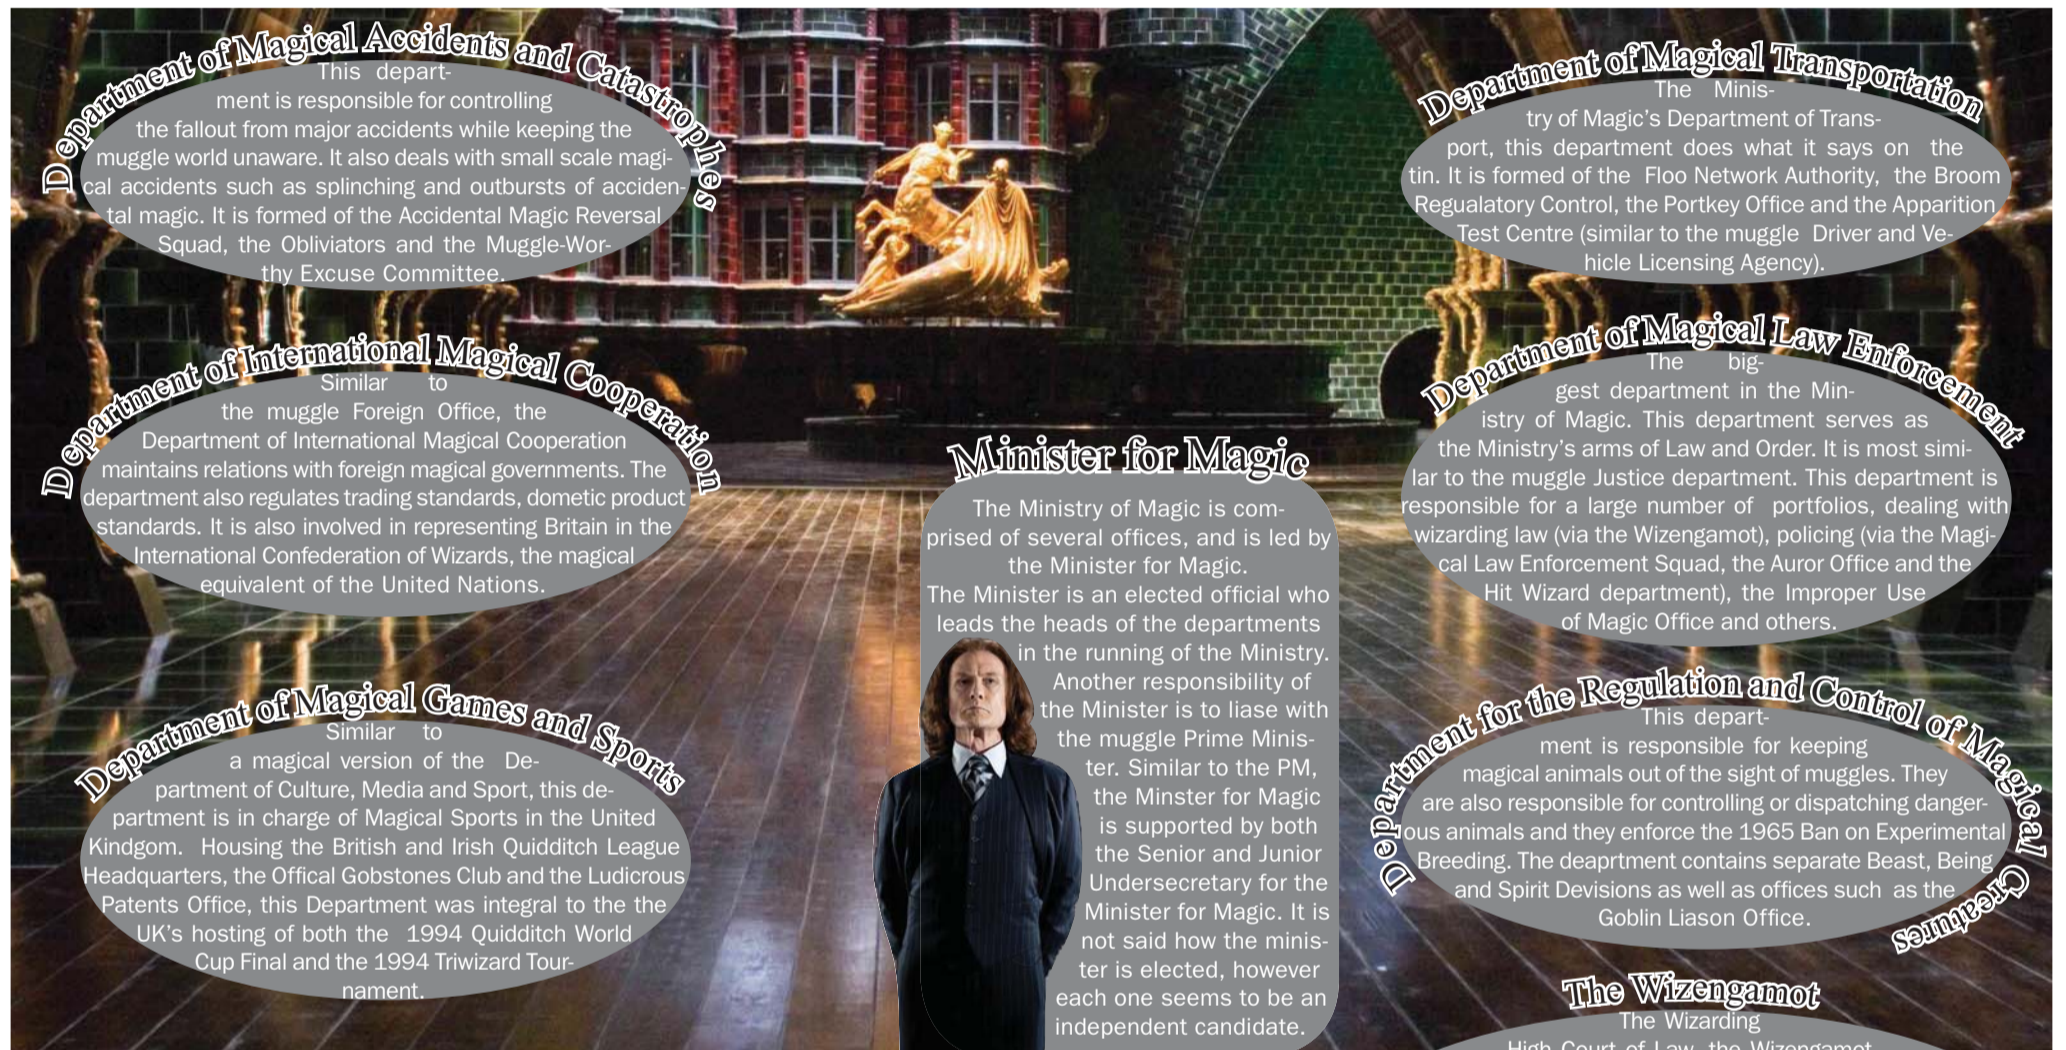 Department of Magical Accidents and Catastrophes
This depart-
ment is responsible for controlling
the fallout from major accidents while keeping the
muggle world unaware. It also deals with small scale magi-
cal accidents such as splinching and outbursts of acciden-
tal magic. It is formed of the Accidental Magic Reversal
Squad, the Obliviators and the Muggle-Wor-
thy Excuse Committee.
Department of International Magical Cooperation
Similar to
the muggle Foreign Office, the
Department of International Magical Cooperation
maintains relations with foreign magical governments. The
department also regulates trading standards, dometic product
standards. It is also involved in representing Britain in the
International Confederation of Wizards, the magical
equivalent of the United Nations.
Department of Magical Games and Sports
Similar to
a magical version of the De-
partment of Culture, Media and Sport, this de-
partment is in charge of Magical Sports in the United
Kindgom. Housing the British and Irish Quidditch League
Headquarters, the Offical Gobstones Club and the Ludicrous
Patents Office, this Department was integral to the the
UK's hosting of both the 1994 Quidditch World
Cup Final and the 1994 Triwizard Tour-
nament.
Minister for Magic
The Ministry of Magic is com-
prised of several offices, and is led by
the Minister for Magic.
The Minister is an elected official who
leads the heads of the departments
in the running of the Ministry.
Another responsibility of
the Minister is to liase with
the muggle Prime Minis-
ter. Similar to the PM,
the Minster for Magic
is supported by both
the Senior and Junior
Undersecretary for the
Minister for Magic. It is
not said how the minis-
ter is elected, however
each one seems to be an
independent candidate.
Department of Magical Transportation
The Minis-
try of Magic's Department of Trans-
port, this department does what it says on the
tin. It is formed of the Floo Network Authority, the Broom
Regualatory Control, the Portkey Office and the Apparition
Test Centre (similar to the muggle Driver and Ve-
hicle Licensing Agency).
Department of Magical Law Enforcement
The big-
gest department in the Min-
istry of Magic. This department serves as
the Ministry's arms of Law and Order. It is most simi-
lar to the muggle Justice department. This department is
responsible for a large number of portfolios, dealing with
wizarding law (via the Wizengamot), policing (via the Magi-
cal Law Enforcement Squad, the Auror Office and the
Hit Wizard department), the Improper Use
of Magic Office and others.
Department for the Regulation and Control of Magical Creatures
This depart-
ment is responsible for keeping
magical animals out of the sight of muggles. They
are also responsible for controlling or dispatching danger-
ous animals and they enforce the 1965 Ban on Experimental
Breeding. The deaprtment contains separate Beast, Being
and Spirit Devisions as well as offices such as the
Goblin Liason Office.
The Wizengamot
The Wizarding
High Court of Law, the Wizengamot